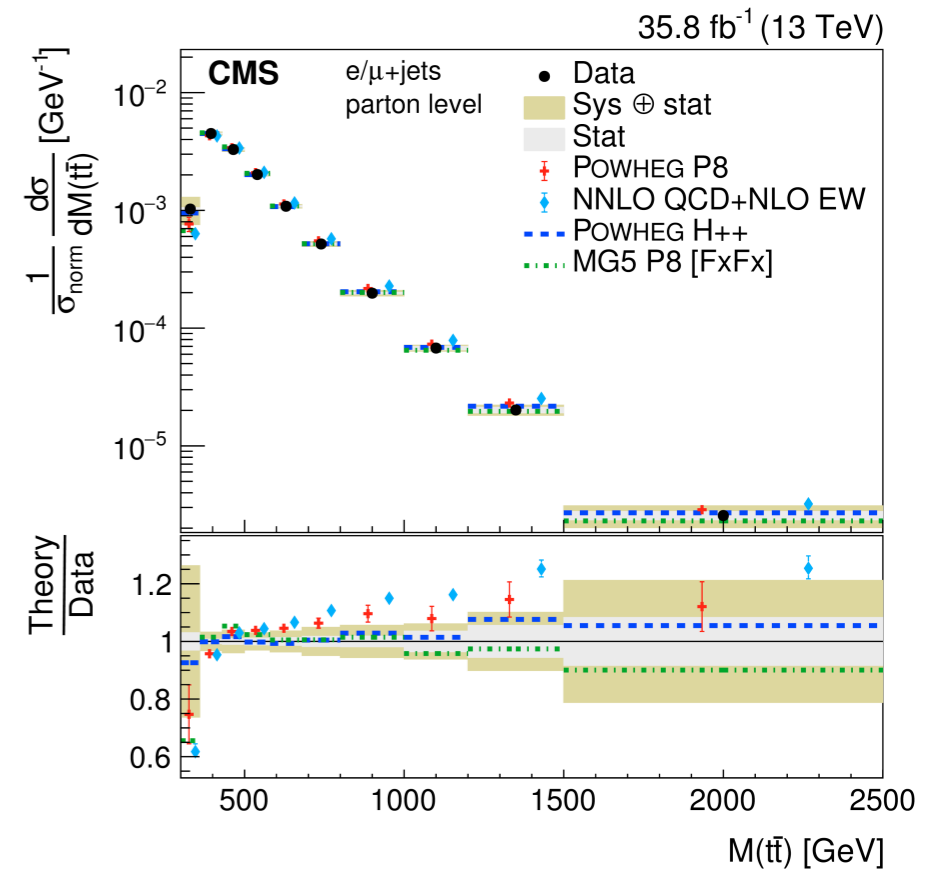 35.8 fb⁻¹ (13 TeV)
CMS
e/μ+jets
parton level
Data
Sys ⊕ stat
Stat
POWHEG P8
NNLO QCD+NLO EW
POWHEG H++
MG5 P8 [FxFx]
1/σnorm dσ/dM(tt̄) [GeV⁻¹]
10⁻²
10⁻³
10⁻⁴
10⁻⁵
Theory
Data
1.2
1
0.8
0.6
500 1000 1500 2000 2500
M(tt̄) [GeV]